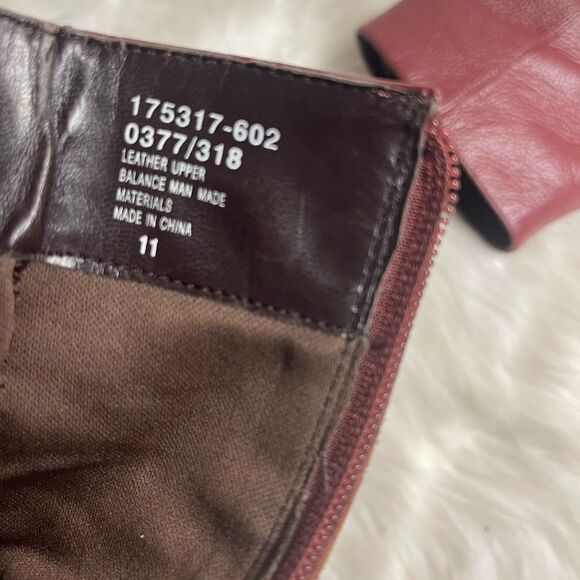 175317-602
0377/318
LEATHER UPPER
BALANCE MAN MADE
MATERIALS
MADE IN CHINA
11